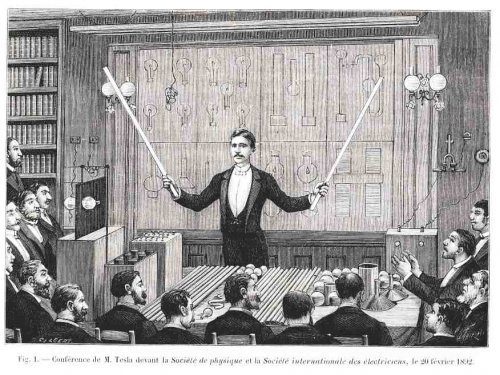 Fig. 1. — Conférence de M. Tesla devant la Société de physique et la Société internationale des électriciens, le 20 février 1892.